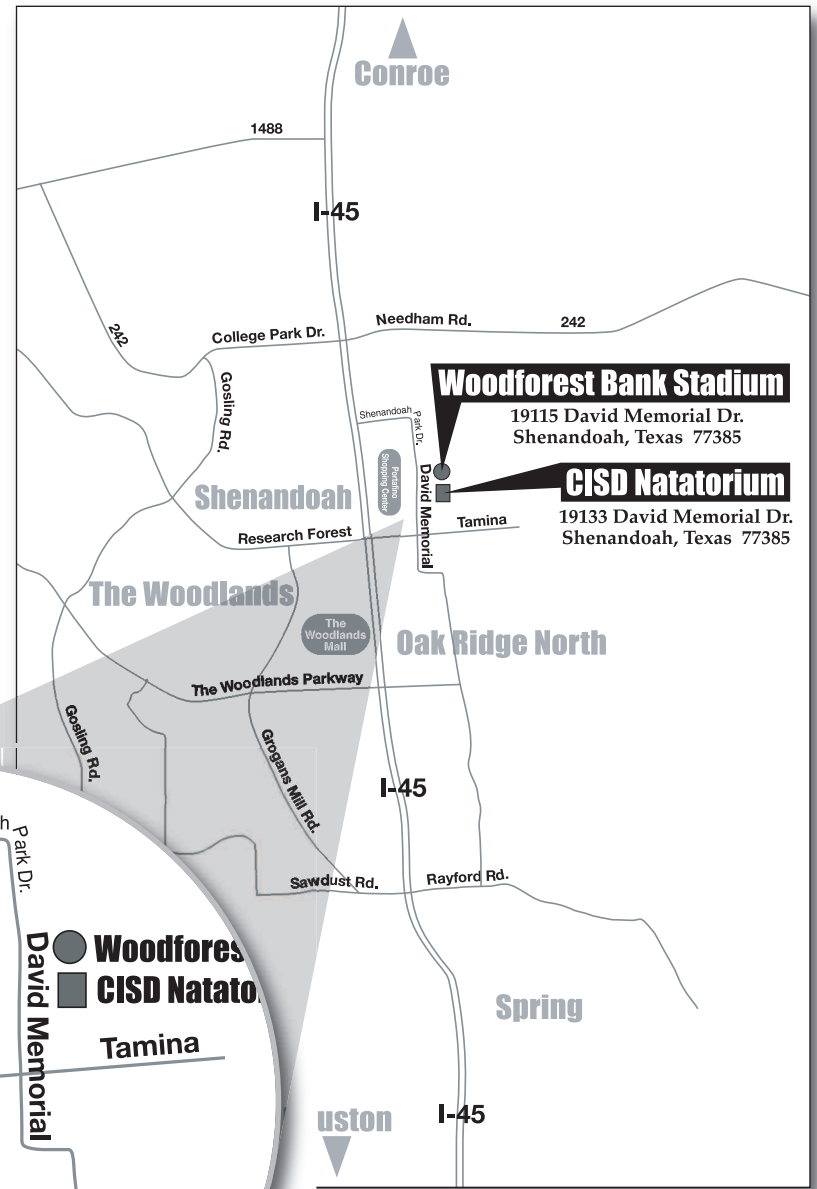 Conroe
1488
I-45
242
College Park Dr.
Needham Rd.
242
Gosling Rd.
Woodforest Bank Stadium
19115 David Memorial Dr.
Shenandoah, Texas 77385
Shenandoah
Park Dr.
Portafino
Shopping Center
David Memorial
CISD Natatorium
19133 David Memorial Dr.
Shenandoah, Texas 77385
Shenandoah
Research Forest
Tamina
The Woodlands
The
Woodlands
Mall
Oak Ridge North
The Woodlands Parkway
Gosling Rd.
Grogans Mill Rd.
I-45
Sawdust Rd.
Rayford Rd.
h
Park Dr.
David Memorial
Woodfores
CISD Natato
Tamina
Spring
I-45
uston